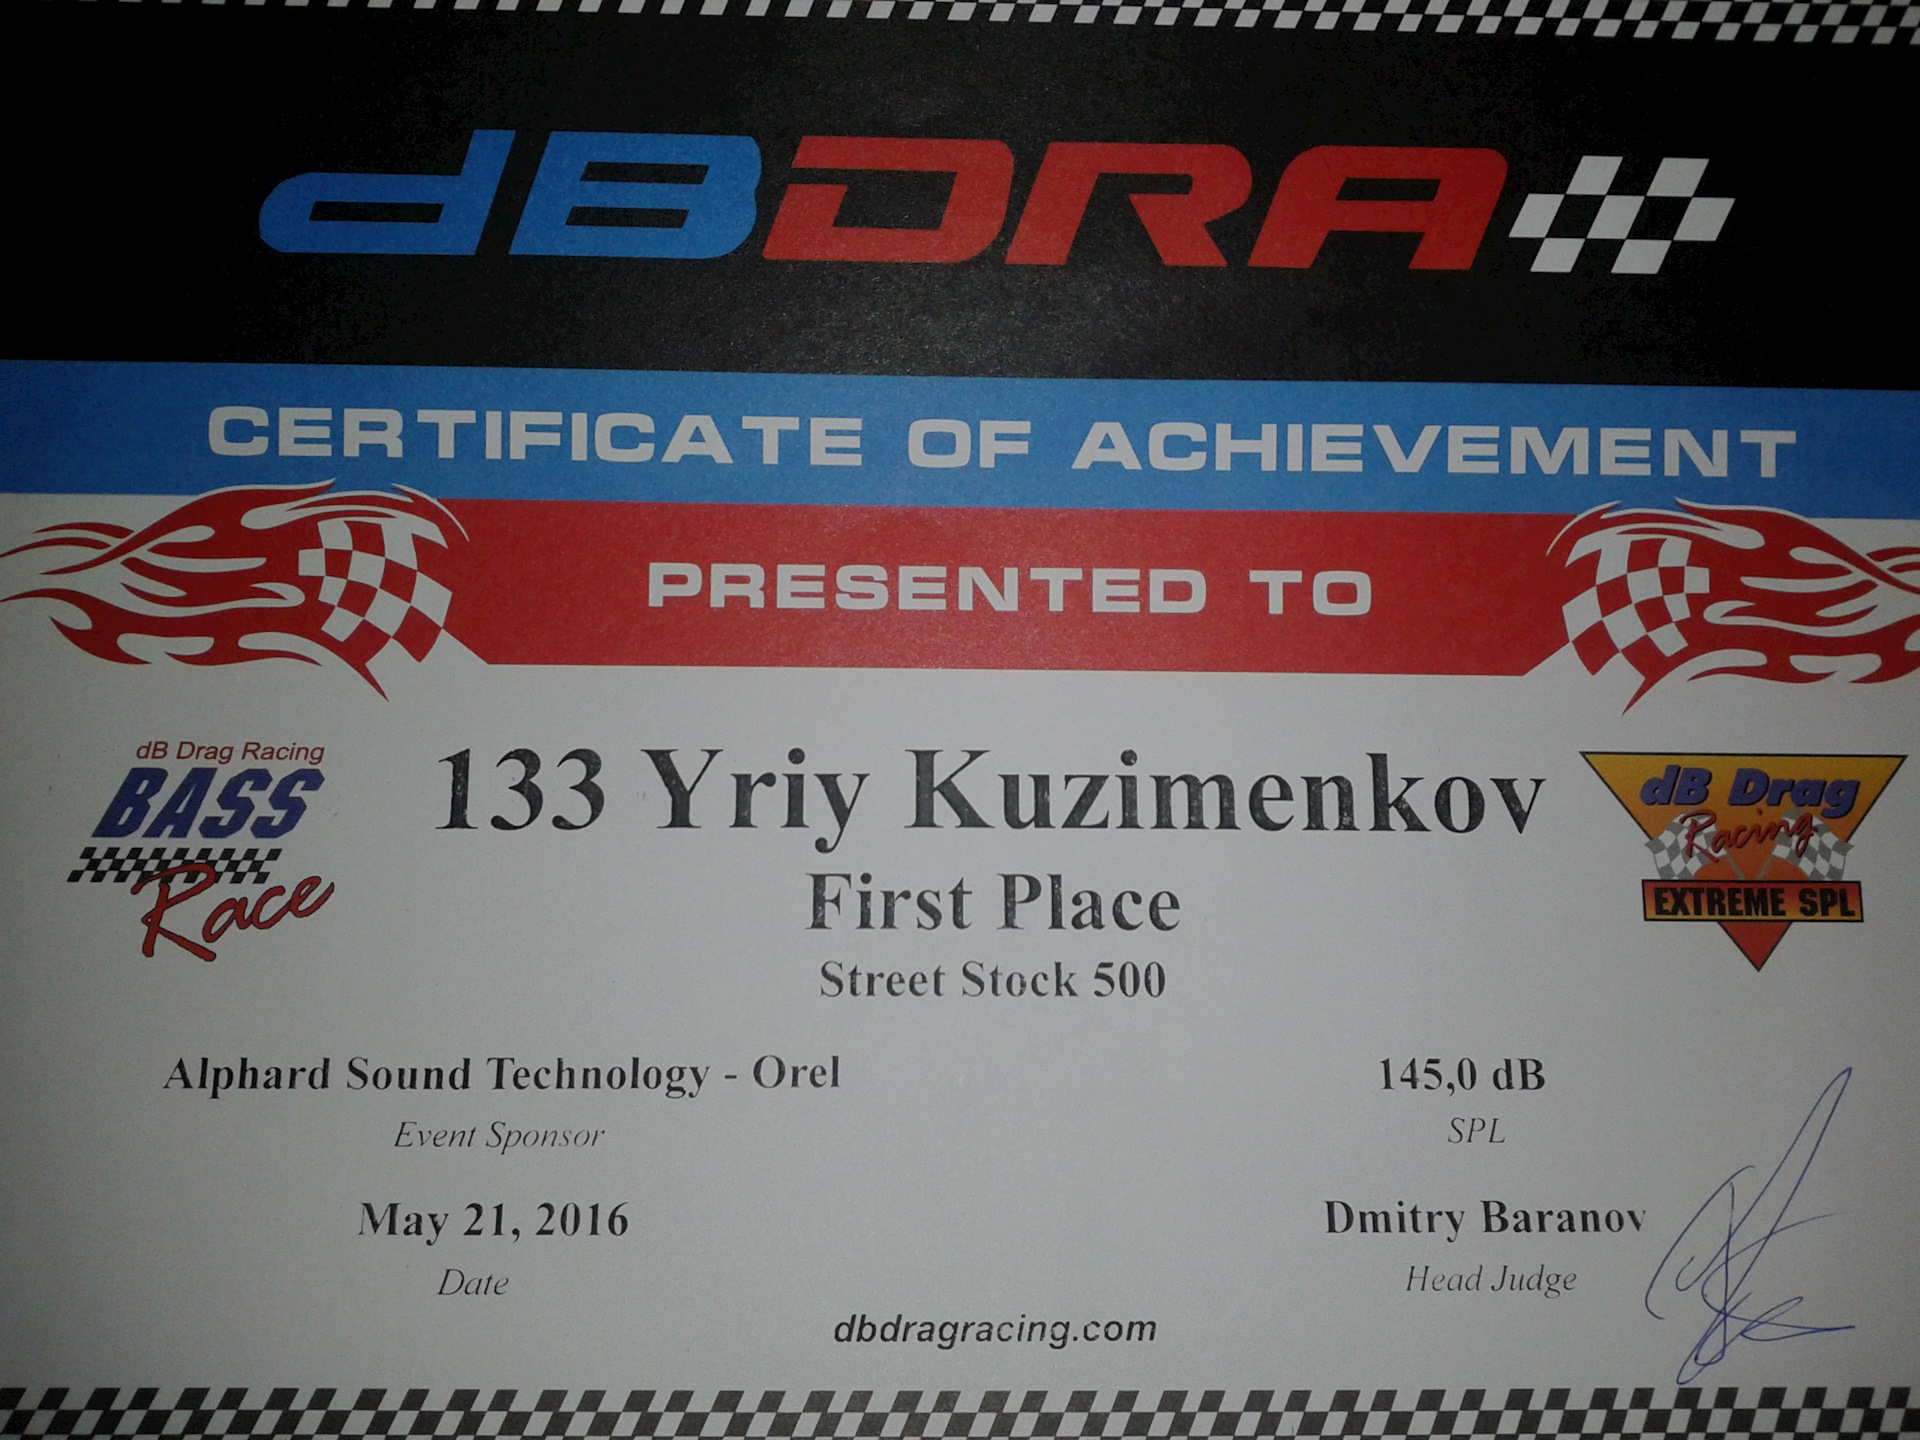 dBDRA
CERTIFICATE OF ACHIEVEMENT
PRESENTED TO
dB Drag Racing
BASS
Race
133 Yriy Kuzimenkov
First Place
Street Stock 500
dB Drag
Racing
EXTREME SPL
Alphard Sound Technology - Orel
Event Sponsor
145,0 dB
SPL
May 21, 2016
Date
Dmitry Baranov
Head Judge
dbdragracing.com